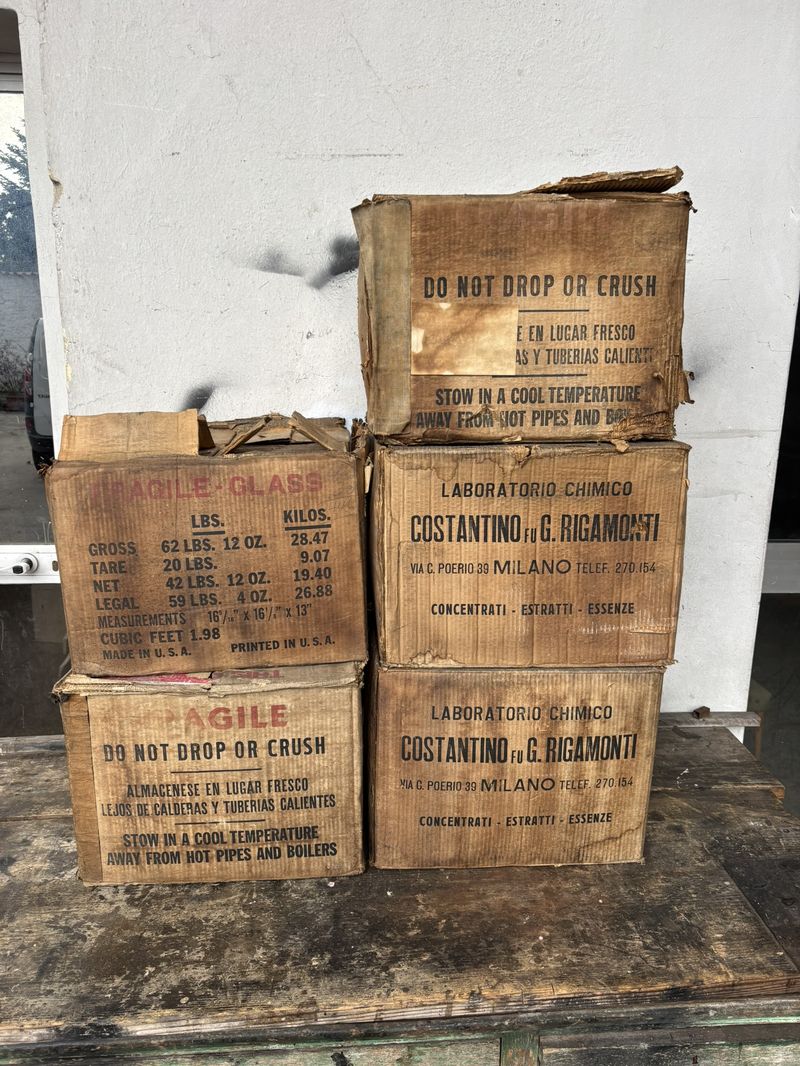 DO NOT DROP OR CRUSH
E EN LUGAR FRESCO
AS Y TUBERIAS CALIENT
STOW IN A COOL TEMPERATURE
AWAY FROM HOT PIPES AND
FRAGILE-GLASS
LBS. KILOS.
GROSS 62 LBS. 12 OZ. 28.47
TARE 20 LBS. 9.07
NET 42 LBS. 12 OZ. 19.40
LEGAL 59 LBS. 4 OZ. 26.88
MEASUREMENTS
CUBIC FEET 1.98
MADE IN U.S.A. PRINTED IN U.S.A.
LABORATORIO CHIMICO
COSTANTINO FU G. RIGAMONTI
VIA C. POERIO 39 MILANO TELEF. 270.154
CONCENTRATI - ESTRATTI - ESSENZE
AGILE
DO NOT DROP OR CRUSH
ALMACENESE EN LUGAR FRESCO
LEJOS DE CALDERAS Y TUBERIAS CALIENTES
STOW IN A COOL TEMPERATURE
AWAY FROM HOT PIPES AND BOILERS
LABORATORIO CHIMICO
COSTANTINO FU G. RIGAMONTI
VIA C. POERIO 39 MILANO TELEF. 270.154
CONCENTRATI - ESTRATTI - ESSENZE